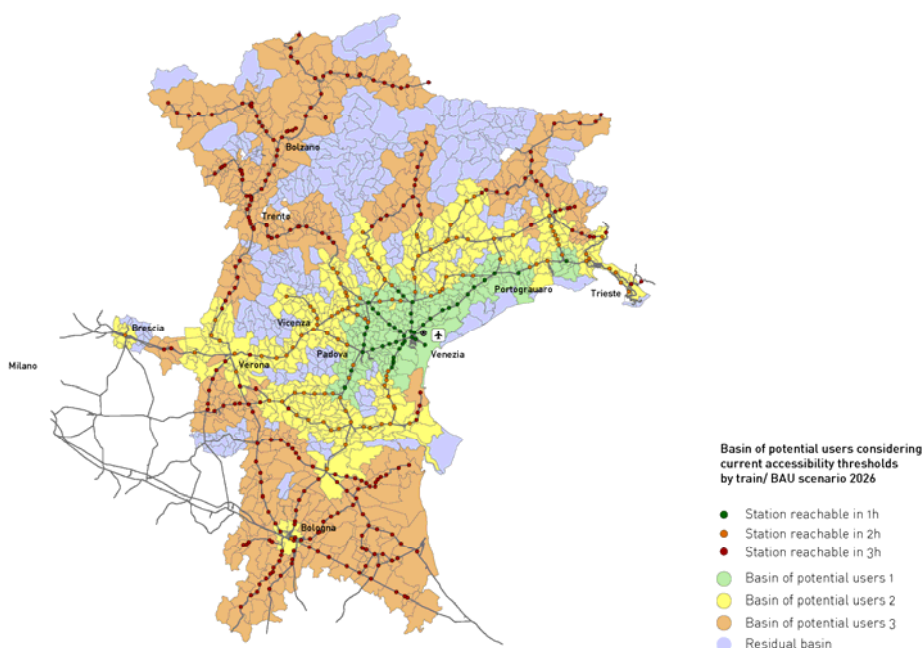 Bolzano
Trento
Portogruaro
Trieste
Vicenza
Brescia
Padova
Venezia
Verona
Milano
Bologna
Basin of potential users considering
current accessibility thresholds
by train/ BAU scenario 2026
Station reachable in 1h
Station reachable in 2h
Station reachable in 3h
Basin of potential users 1
Basin of potential users 2
Basin of potential users 3
Residual basin